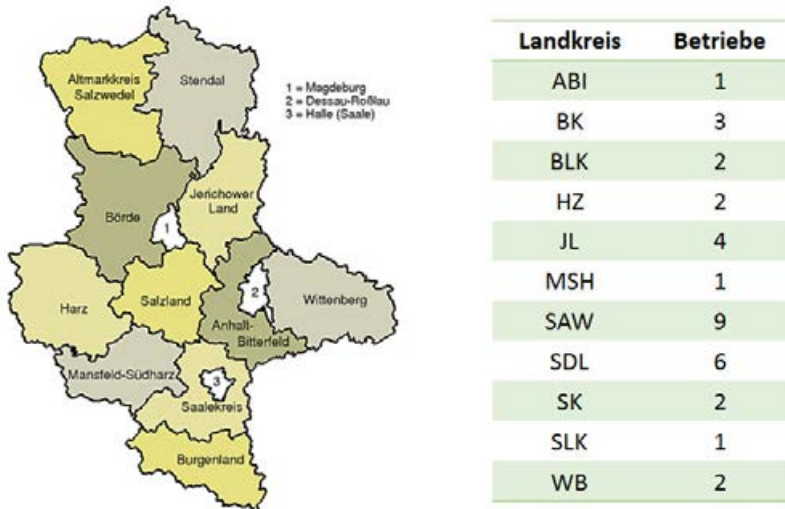 Altmarkkreis
Salzwedel
Stendal
1 = Magdeburg
2 = Dessau-Roßlau
3 = Halle (Saale)
Jerichower
Land
Börde
1
Harz
Salzland
2
Wittenberg
Anhalt-
Bitterfeld
Mansfeld-Südharz
3
Saalekreis
Burgenland
Landkreis Betriebe
ABI 1
BK 3
BLK 2
HZ 2
JL 4
MSH 1
SAW 9
SDL 6
SK 2
SLK 1
WB 2